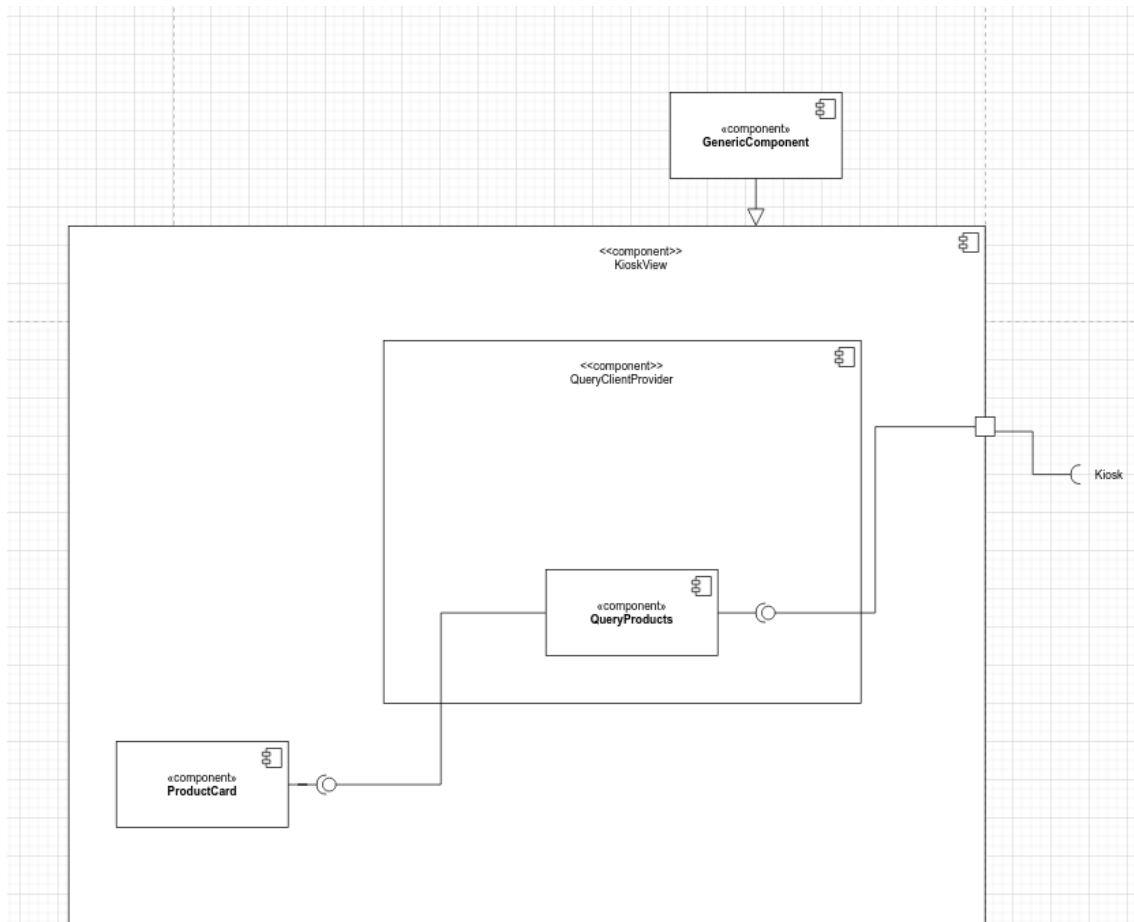 «component»
GenericComponent
<<component>>
KioskView
<<component>>
QueryClientProvider
Kiosk
«component»
QueryProducts
«component»
ProductCard